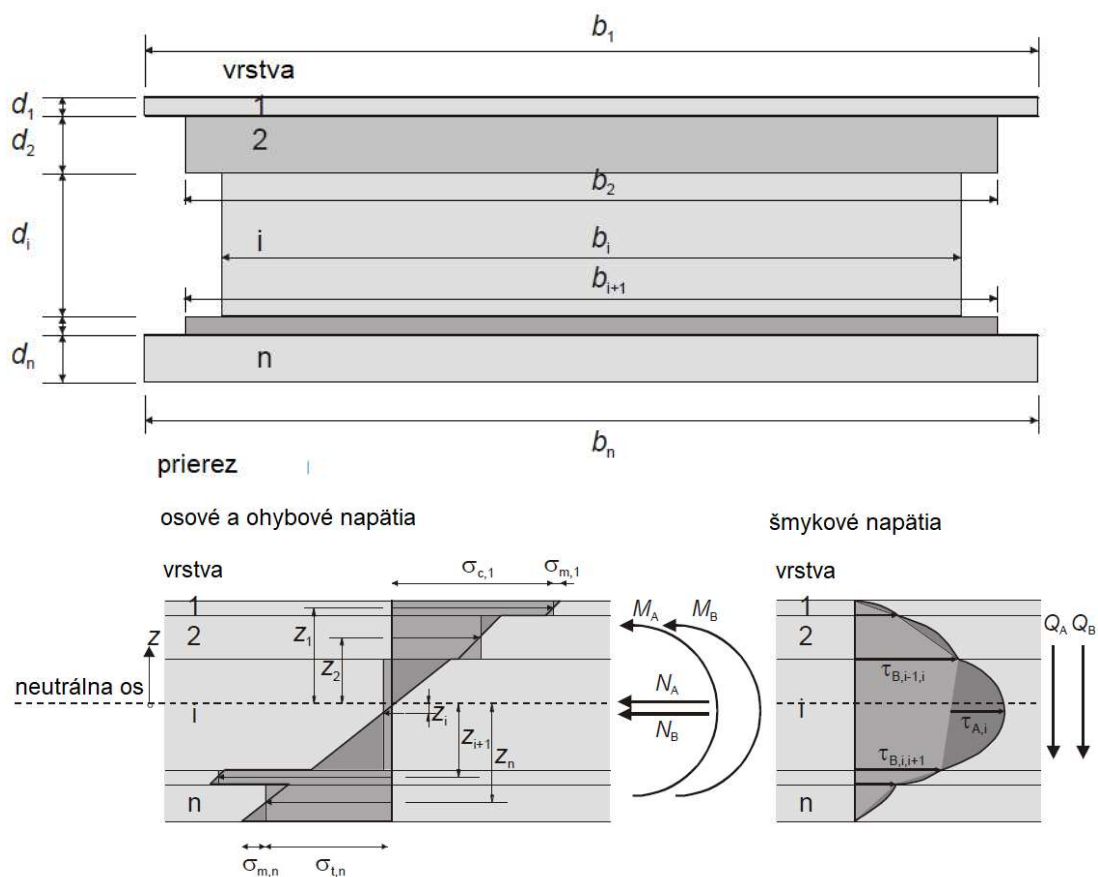 b1
vrstva
d1
1
d2
2
b2
di
i
bi
bi+1
dn
n
bn
prierez
osové a ohybové napätia
šmykové napätia
vrstva
σc,1
σm,1
vrstva
1
z1
MA
MB
1
QA QB
2
z
z2
2
τB,i-1,i
neutrálna os
NA
i
zi
NB
i
τA,i
zi+1
zn
τB,i,i+1
n
n
σm,n
σt,n